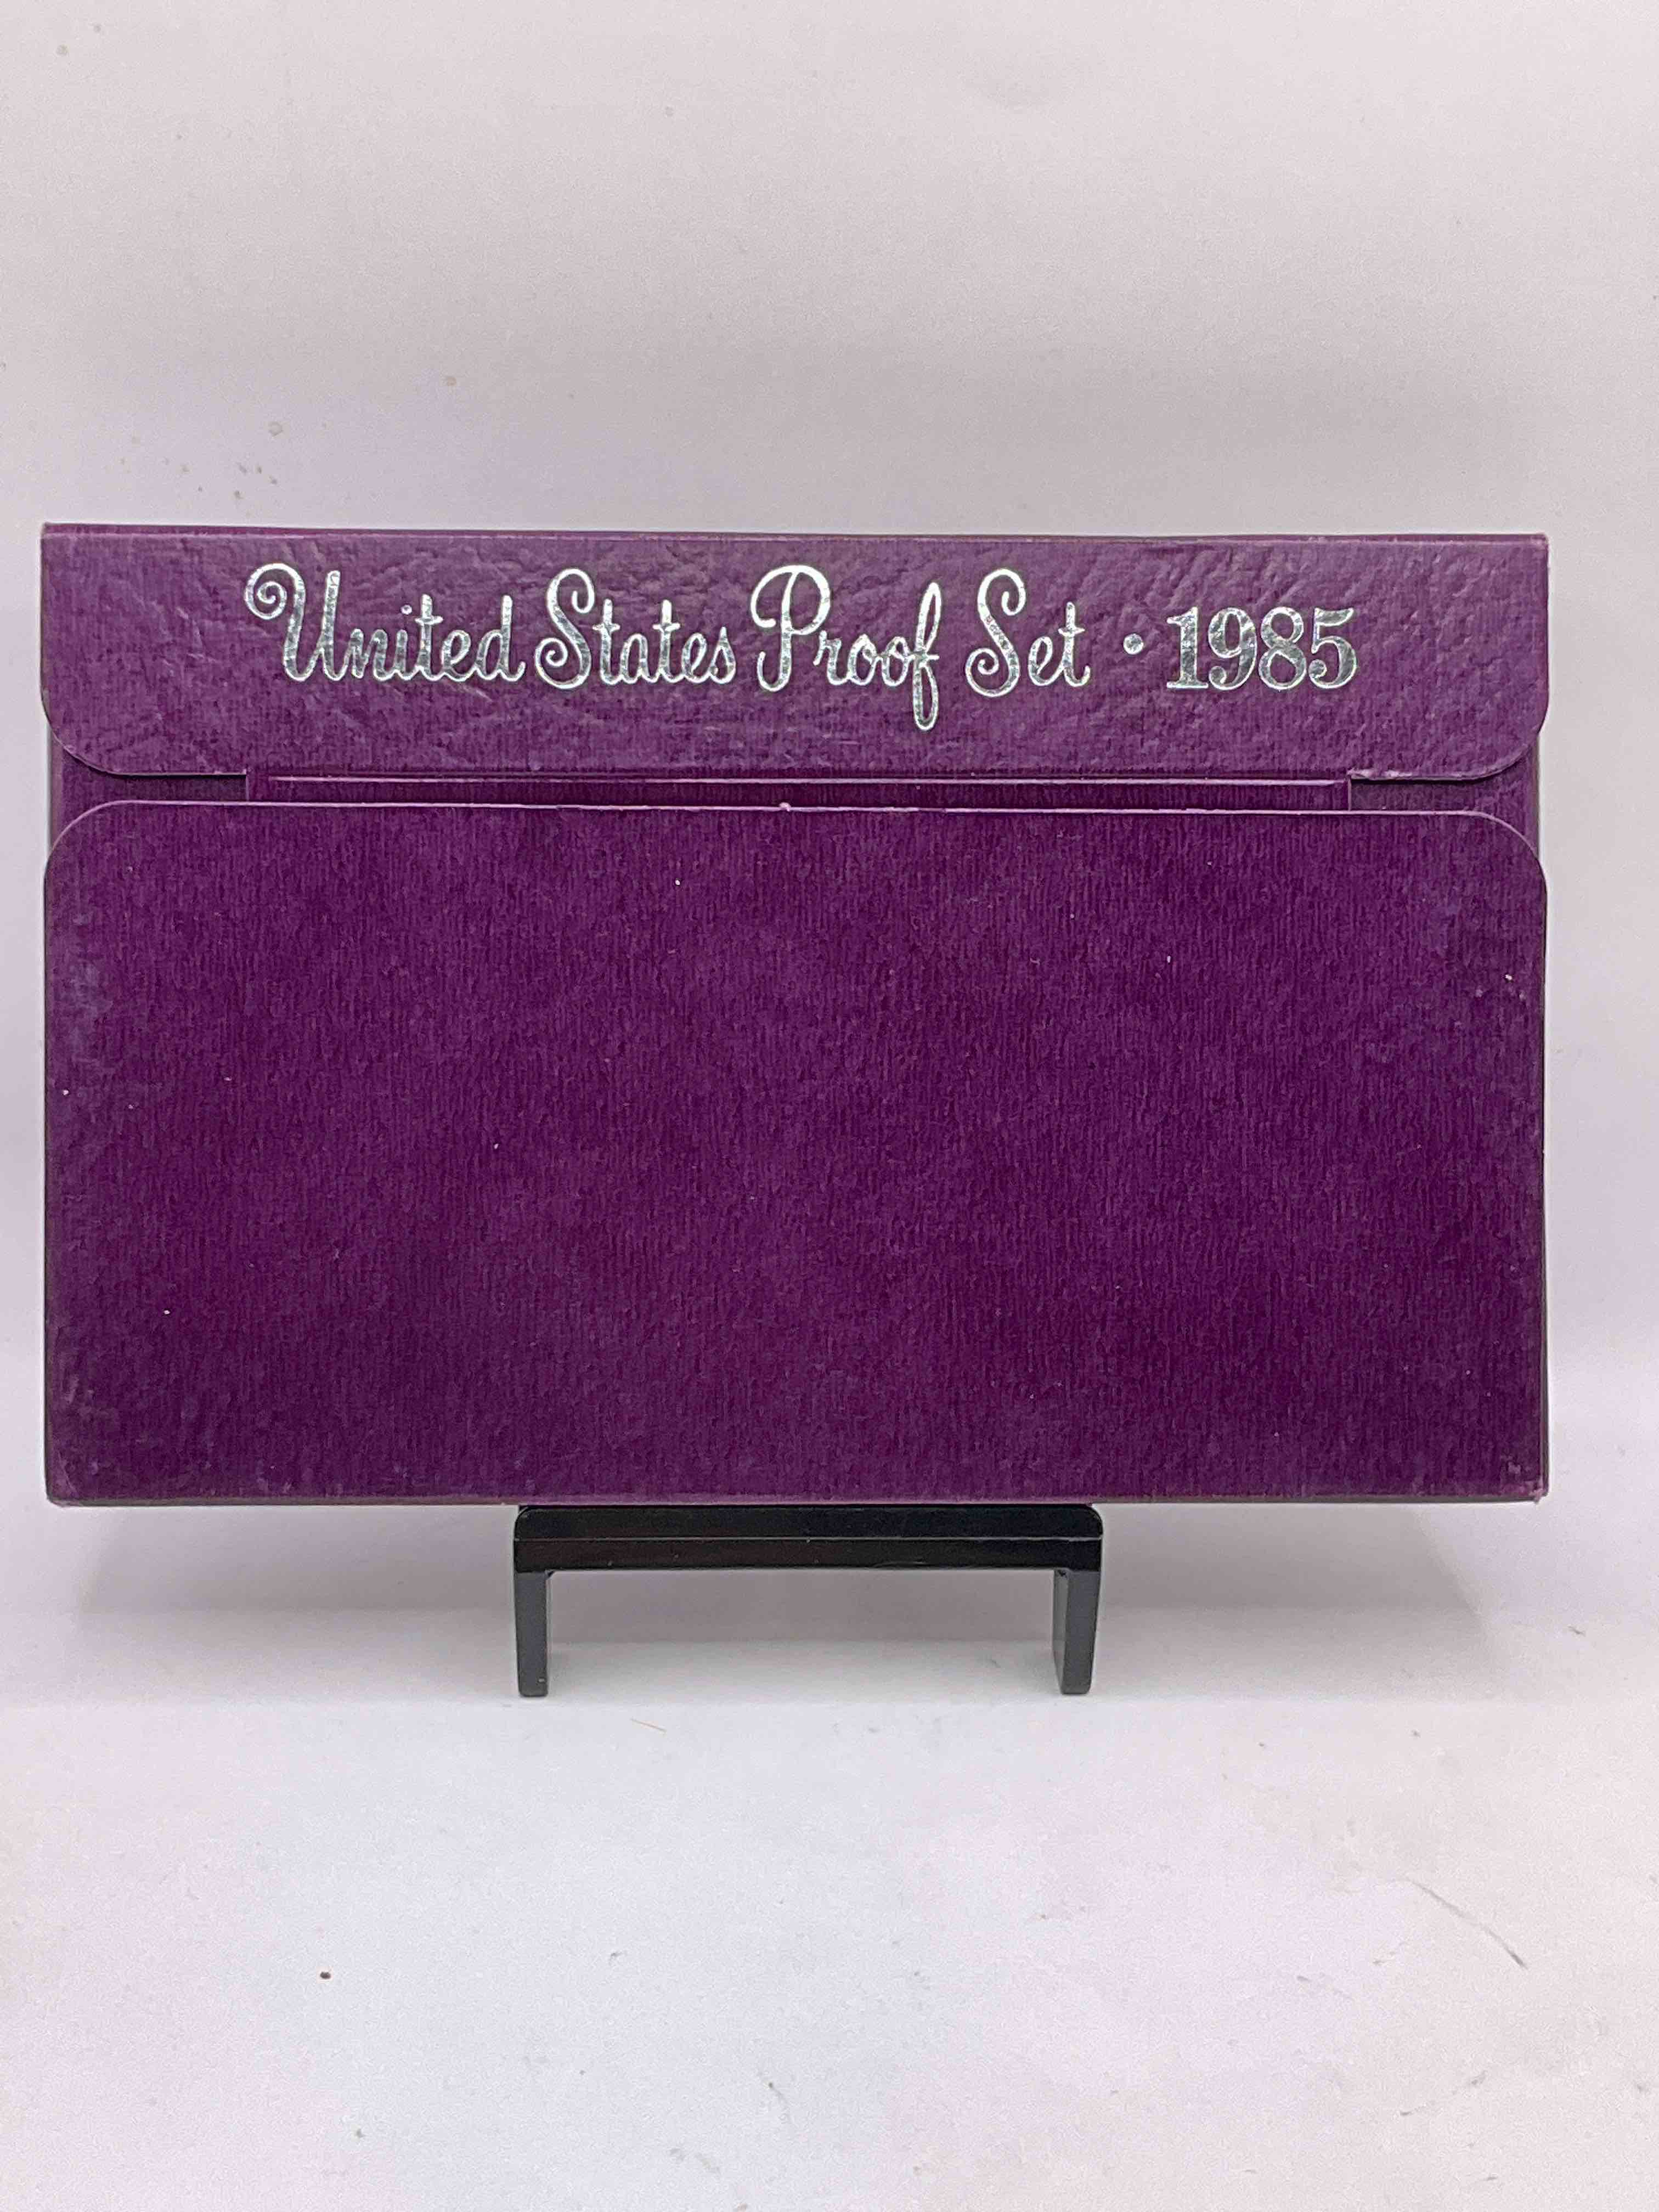 United States Proof Set · 1985